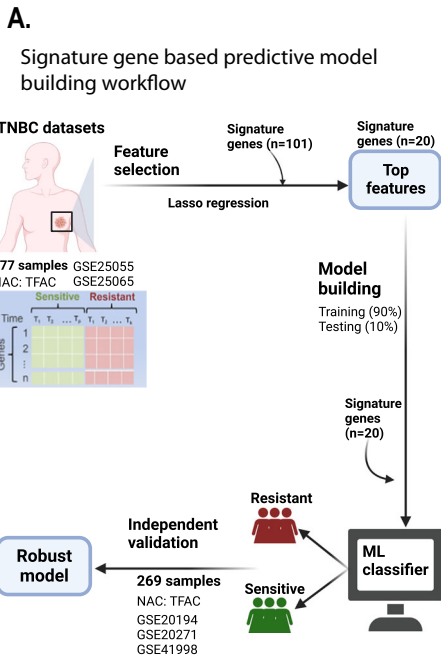 A.
Signature gene based predictive model
building workflow
TNBC datasets
Feature
selection
Signature
genes (n=101)
Lasso regression
Signature
genes (n=20)
Top
features
77 samples GSE25055
NAC: TFAC GSE25065
Sensitive Resistant
Time T1 T2 ... Tn T1 T2 ... Tn
Genes
1
2
...
n
Model
building
Training (90%)
Testing (10%)
Signature
genes
(n=20)
ML
classifier
Resistant
Sensitive
Independent
validation
269 samples
NAC: TFAC
GSE20194
GSE20271
GSE41998
Robust
model